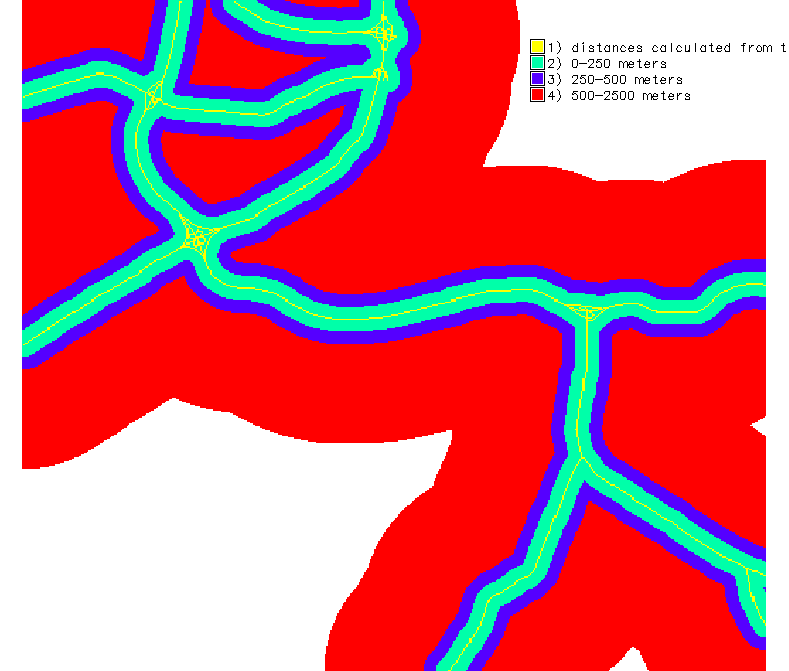 1) distances calculated from t
2) 0-250 meters
3) 250-500 meters
4) 500-2500 meters